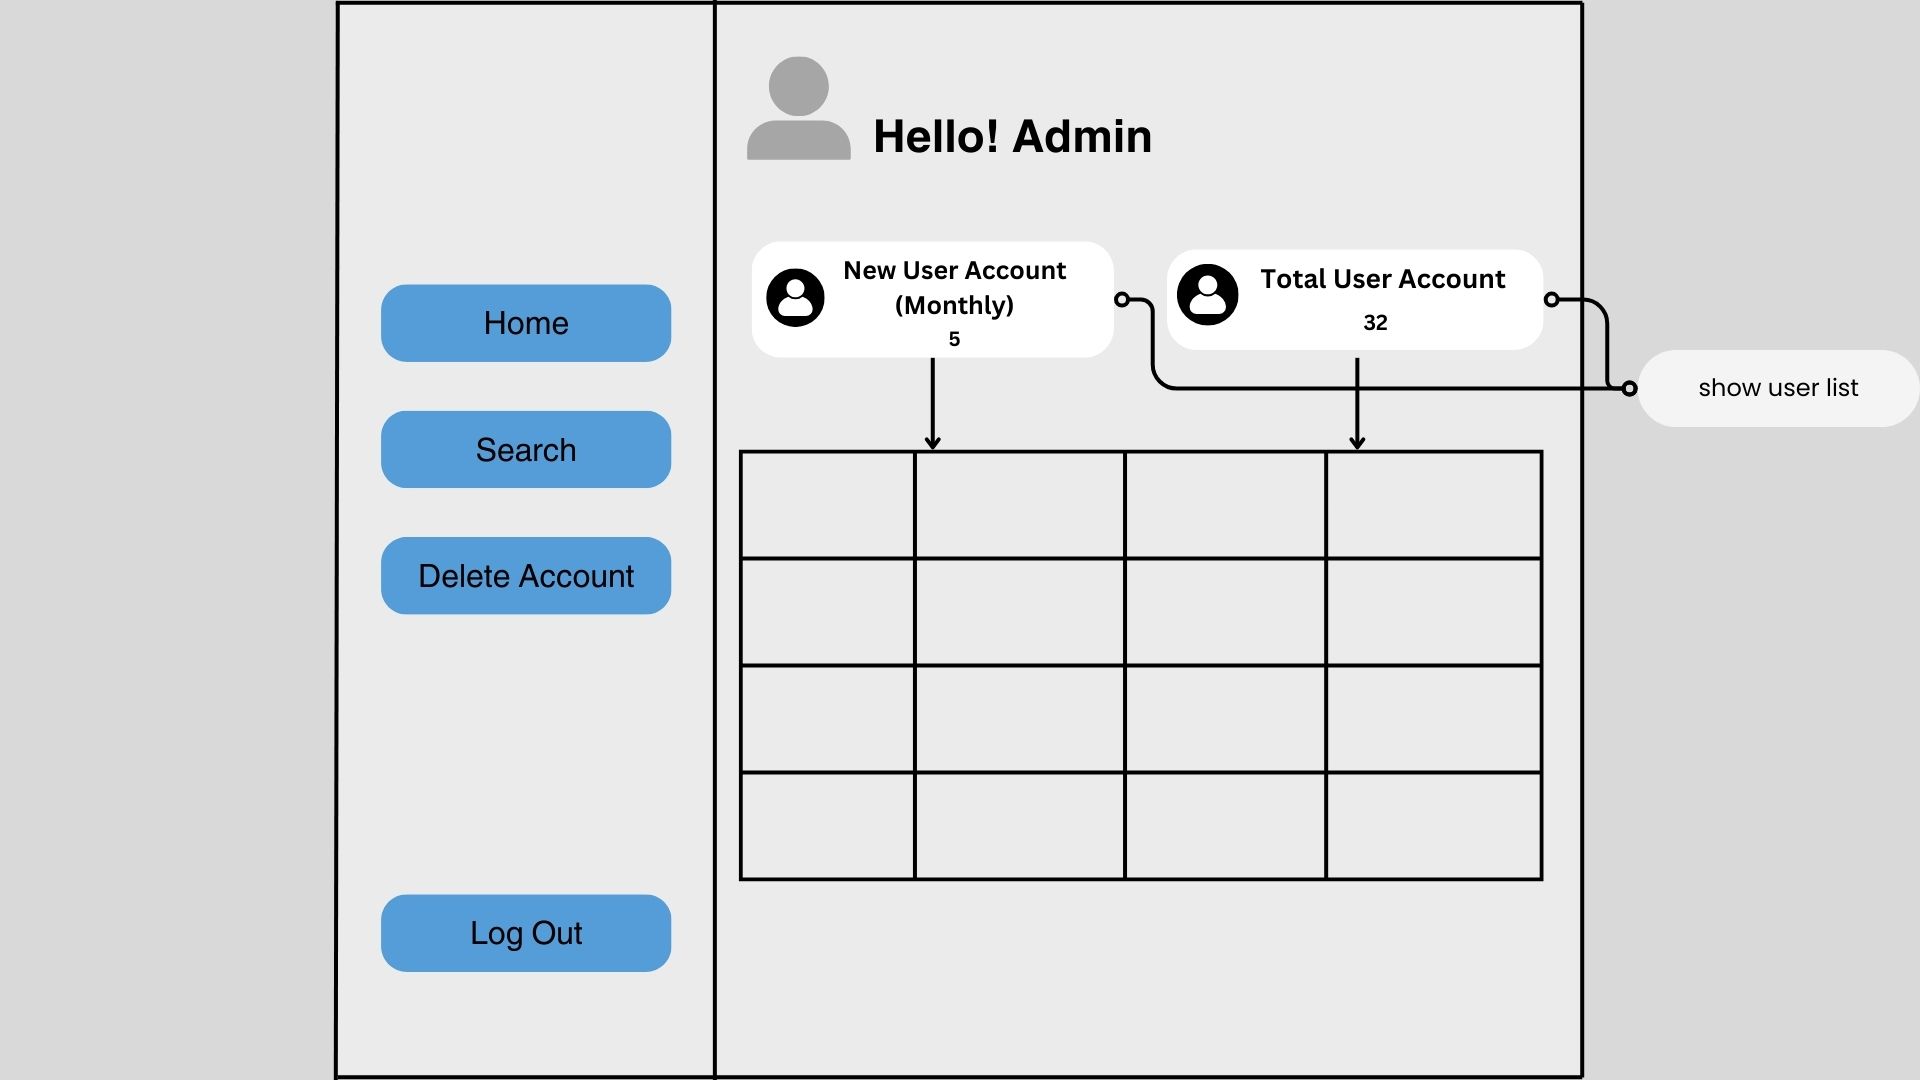 Hello! Admin
New User Account
(Monthly)
5
Total User Account
32
show user list
Home
Search
Delete Account
Log Out